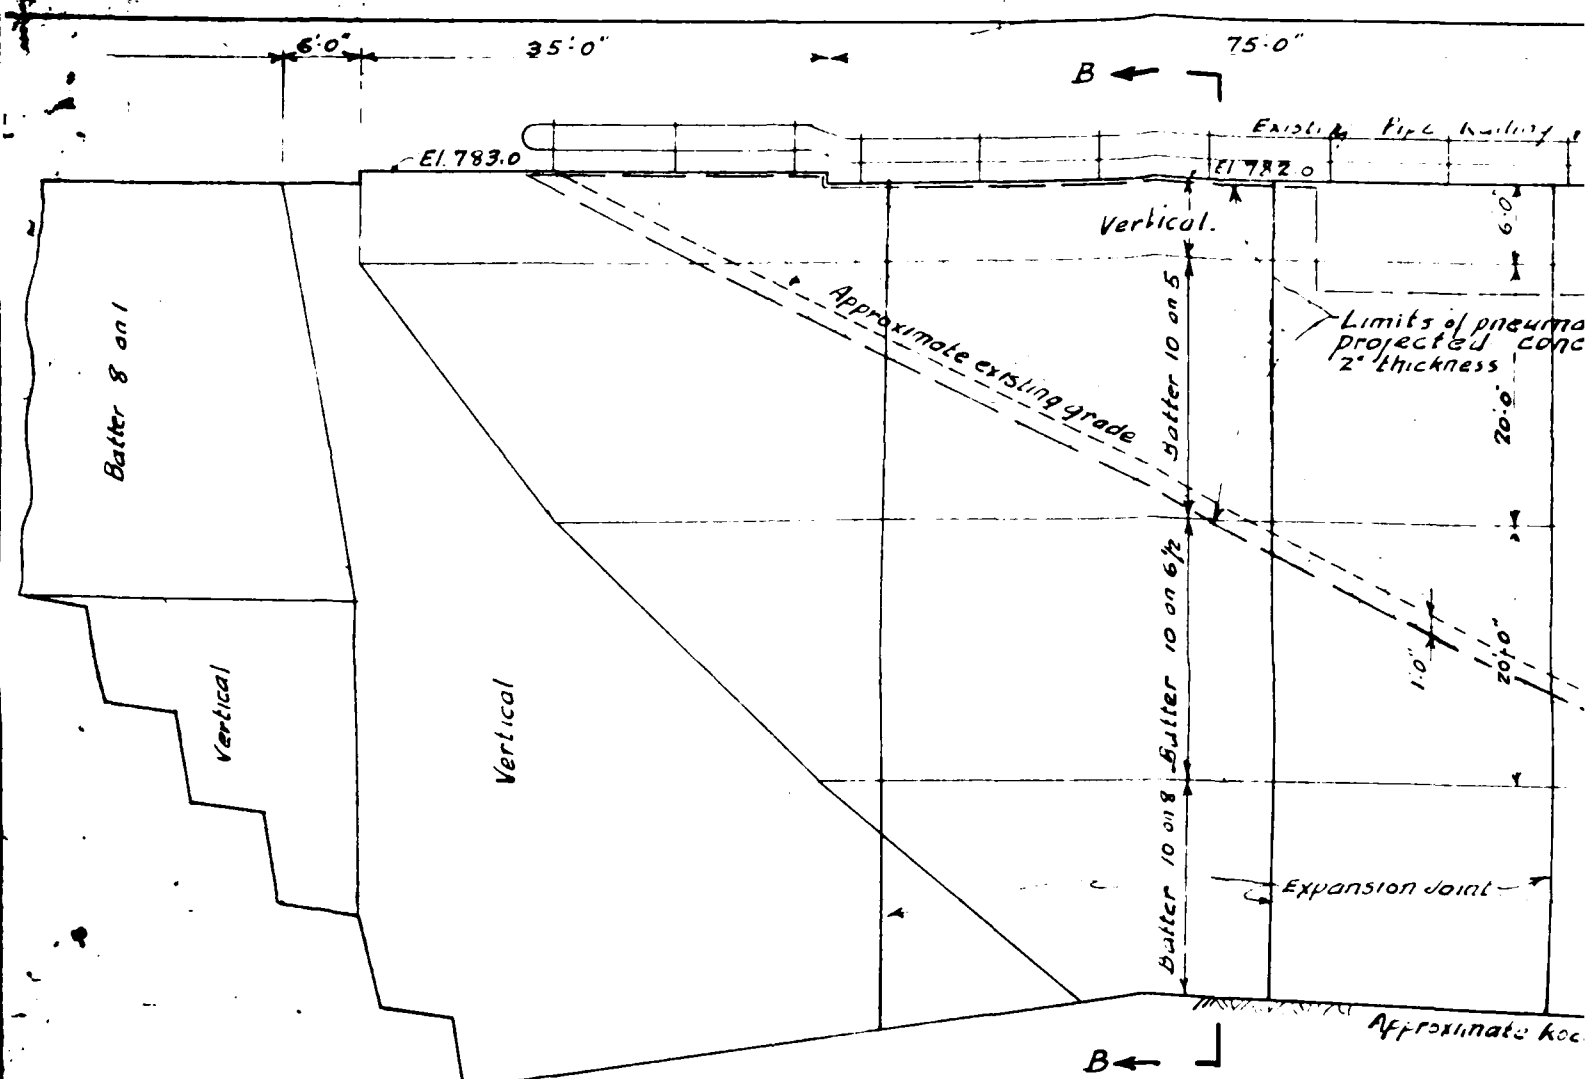 6'-0"
35'-0"
75'-0"
B
Pipe
El. 783.0
El. 782.0
Vertical.
6'-0"
Batter 8 on 1
Approximate existing grade
Batter 10 on 5
Limits of pneuma
projected conc
2" thickness
20'-0"
Batter 10 on 6½
1'-0"
20'-0"
Vertical
Vertical
Batter 10 on 8
Expansion Joint
Approximate
B